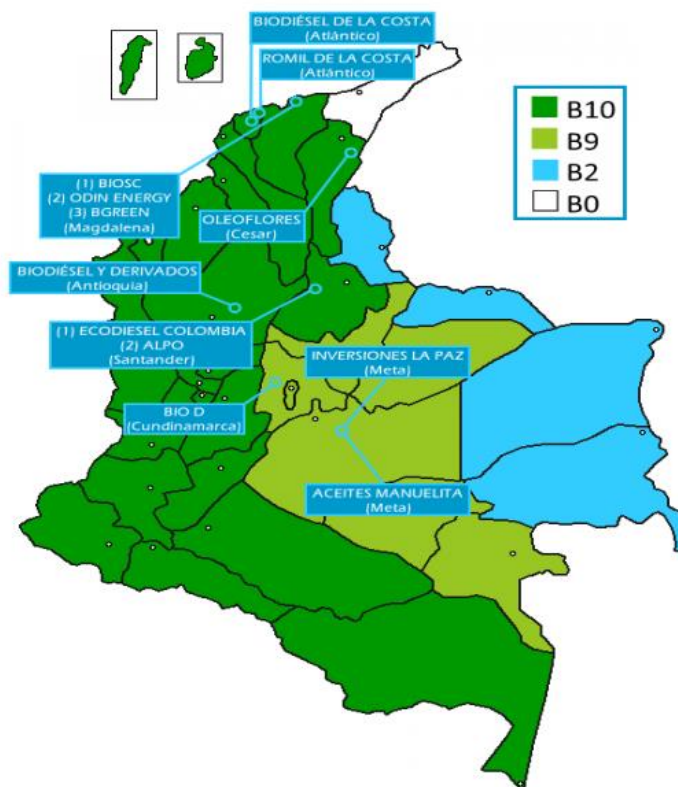 BIODIÉSEL DE LA COSTA
(Atlántico)
ROMIL DE LA COSTA
(Atlántico)
B10
B9
B2
B0
(1) BIOSC
(2) ODIN ENERGY
(3) BGREEN
(Magdalena)
OLEOFLORES
(Cesar)
BIODIÉSEL Y DERIVADOS
(Antioquia)
(1) ECODIESEL COLOMBIA
(2) ALPO
(Santander)
INVERSIONES LA PAZ
(Meta)
BIO D
(Cundinamarca)
ACEITES MANUELITA
(Meta)